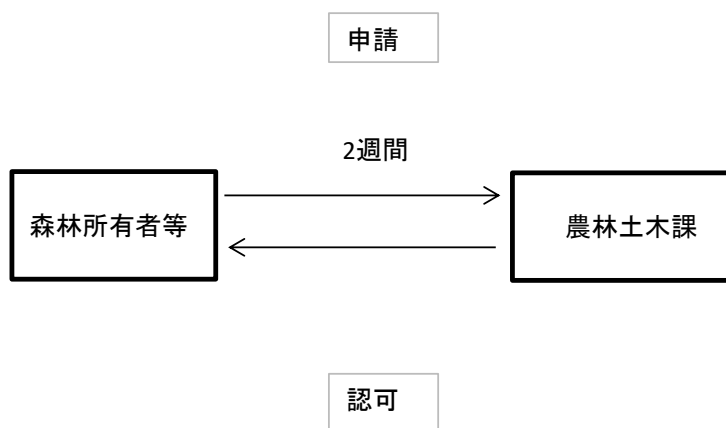 申請
2週間
森林所有者等
農林土木課
認可